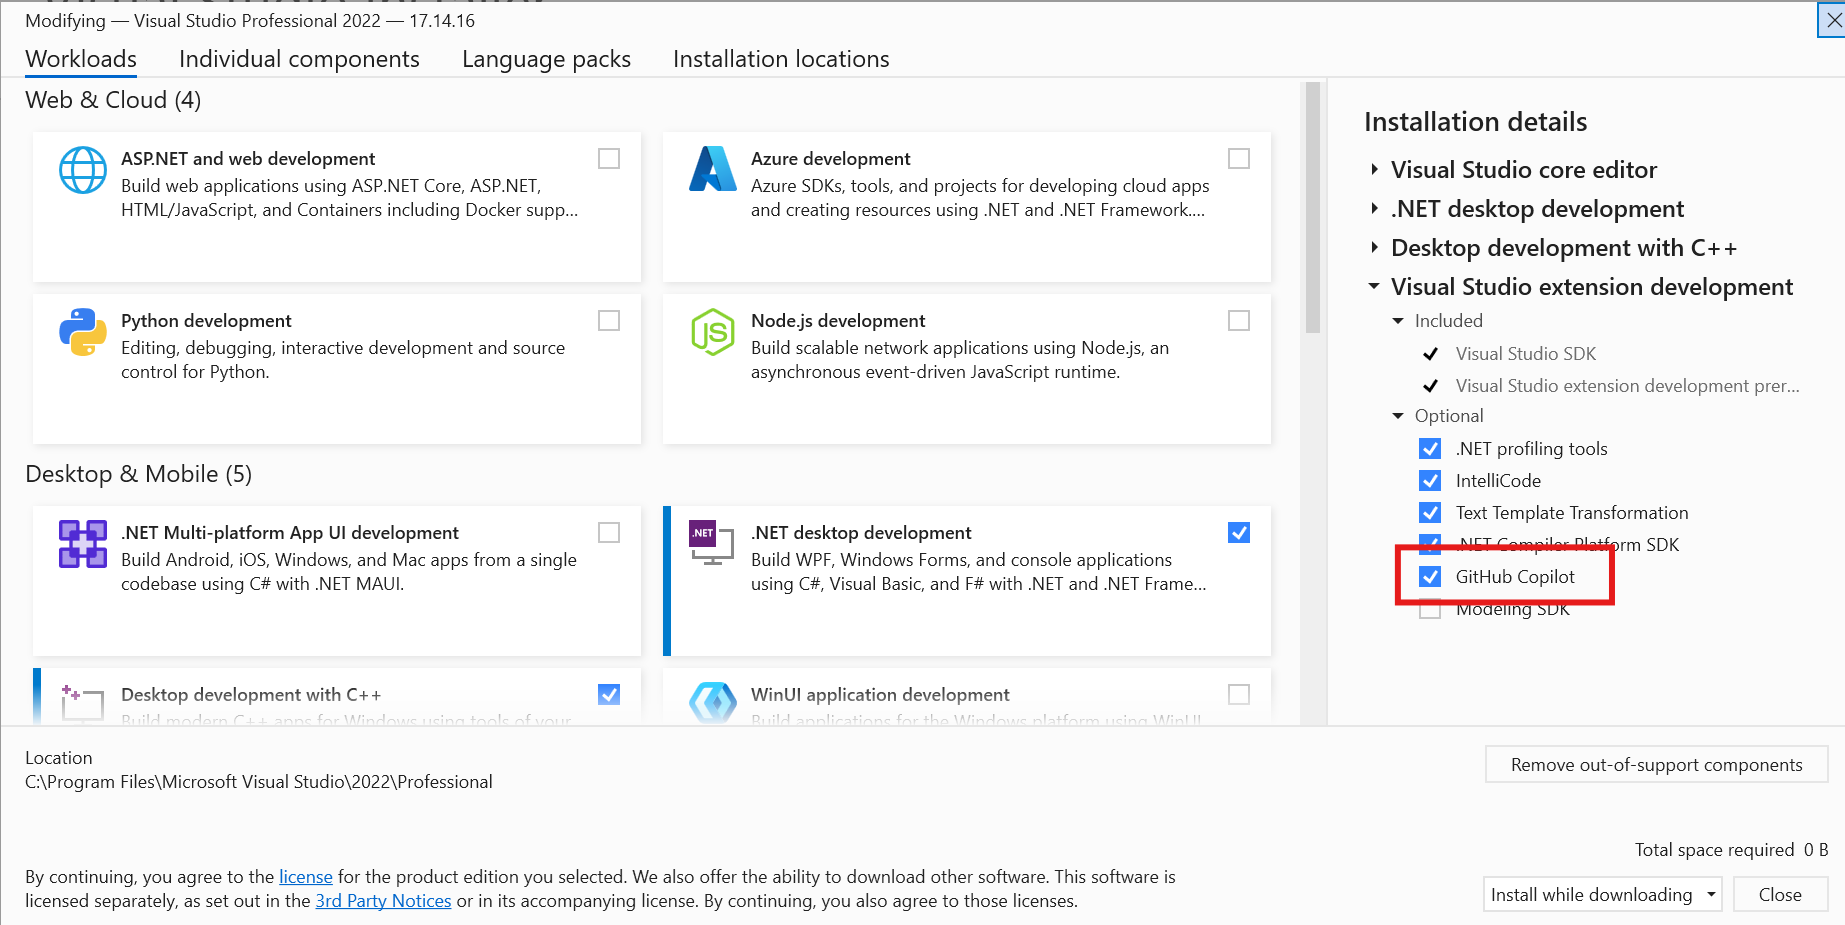 Modifying — Visual Studio Professional 2022 — 17.14.16
Workloads
Individual components
Language packs
Installation locations
Web & Cloud (4)
ASP.NET and web development
Build web applications using ASP.NET Core, ASP.NET,
HTML/JavaScript, and Containers including Docker supp...
Azure development
Azure SDKs, tools, and projects for developing cloud apps
and creating resources using .NET and .NET Framework....
Python development
Editing, debugging, interactive development and source
control for Python.
Node.js development
Build scalable network applications using Node.js, an
asynchronous event-driven JavaScript runtime.
JS
Desktop & Mobile (5)
.NET Multi-platform App UI development
Build Android, iOS, Windows, and Mac apps from a single
codebase using C# with .NET MAUI.
.NET
.NET desktop development
Build WPF, Windows Forms, and console applications
using C#, Visual Basic, and F# with .NET and .NET Frame...
Desktop development with C++
Build modern C++ apps for Windows using tools of your
WinUI application development
Build applications for the Windows platform using WinUI
Installation details
Visual Studio core editor
.NET desktop development
Desktop development with C++
Visual Studio extension development
Included
Visual Studio SDK
Visual Studio extension development prer...
Optional
.NET profiling tools
IntelliCode
Text Template Transformation
.NET Compiler Platform SDK
GitHub Copilot
Modeling SDK
Location
C:\Program Files\Microsoft Visual Studio\2022\Professional
Remove out-of-support components
Total space required 0 B
By continuing, you agree to the license for the product edition you selected. We also offer the ability to download other software. This software is
licensed separately, as set out in the 3rd Party Notices or in its accompanying license. By continuing, you also agree to those licenses.
Install while downloading
Close